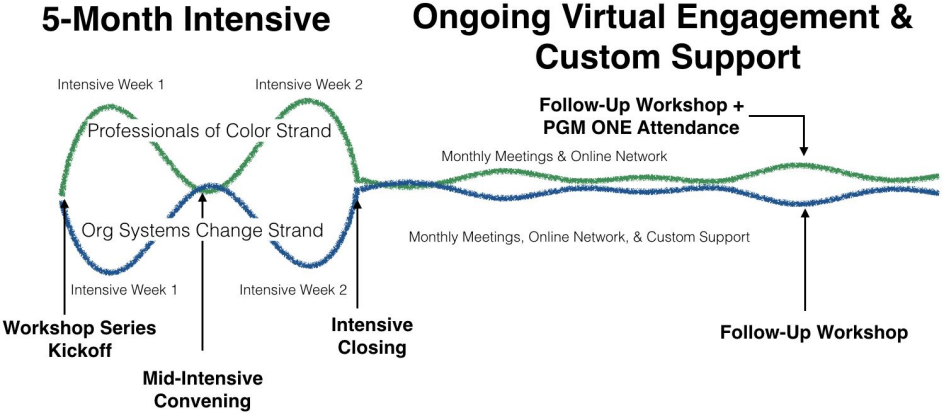 5-Month Intensive
Ongoing Virtual Engagement &
Custom Support
Intensive Week 1
Intensive Week 2
Professionals of Color Strand
Follow-Up Workshop +
PGM ONE Attendance
Monthly Meetings & Online Network
Org Systems Change Strand
Monthly Meetings, Online Network, & Custom Support
Intensive Week 1
Intensive Week 2
Workshop Series
Kickoff
Intensive
Closing
Follow-Up Workshop
Mid-Intensive
Convening